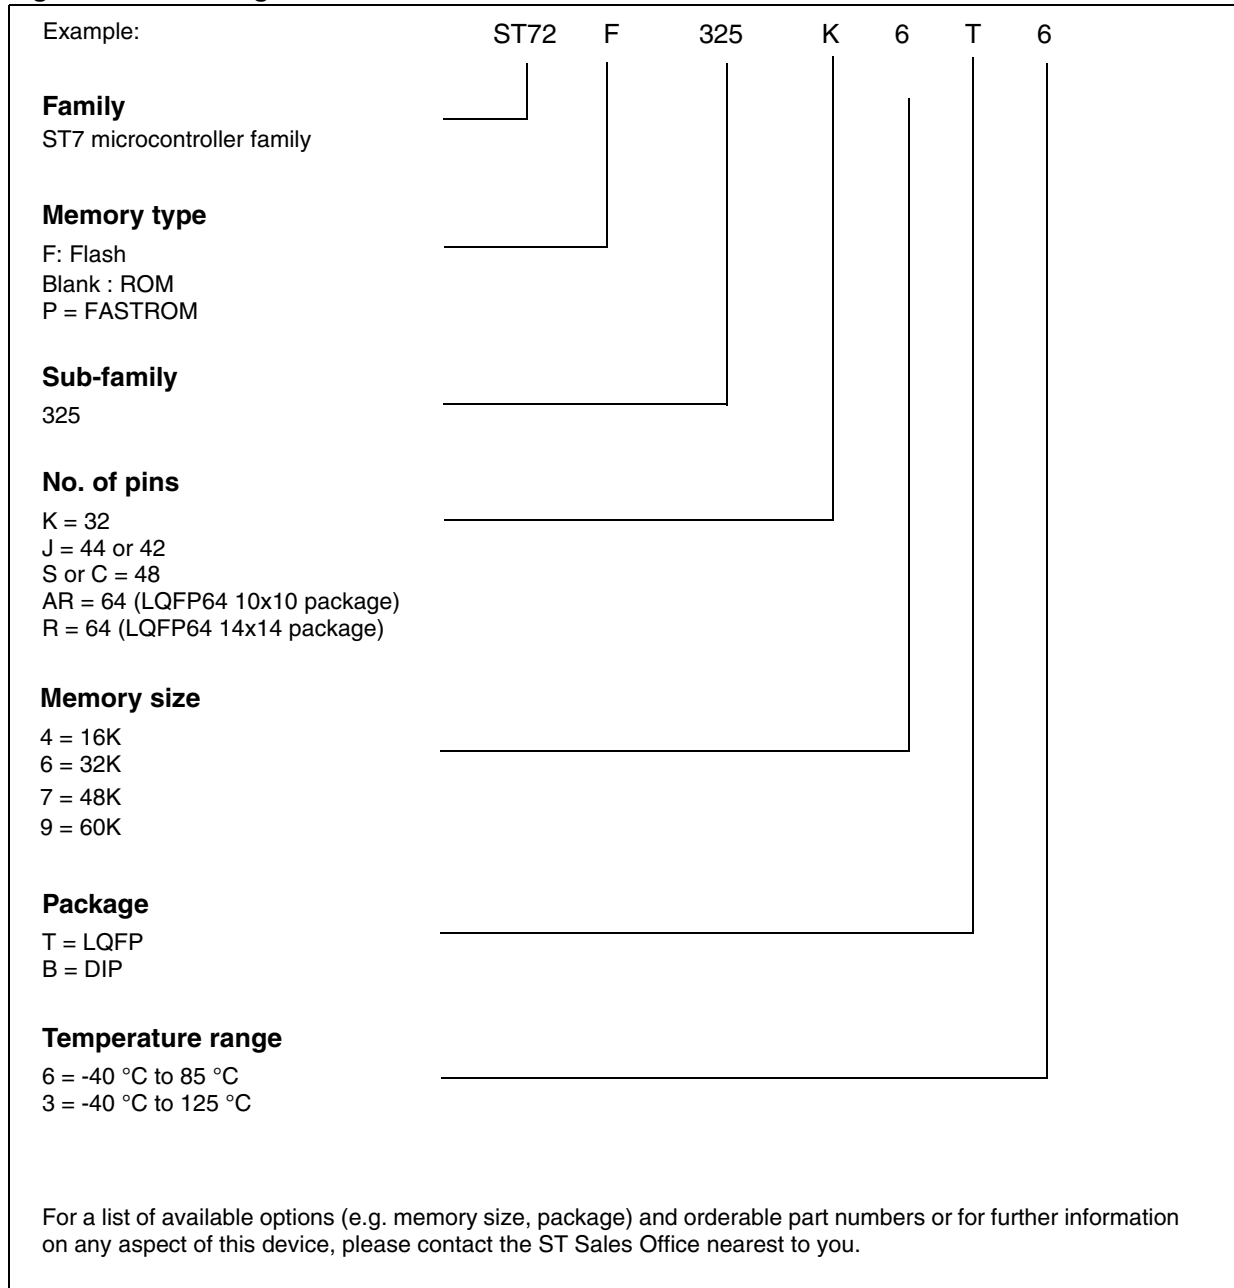 Example: ST72 F 325 K 6 T 6
Family
ST7 microcontroller family
Memory type
F: Flash
Blank : ROM
P = FASTROM
Sub-family
325
No. of pins
K = 32
J = 44 or 42
S or C = 48
AR = 64 (LQFP64 10x10 package)
R = 64 (LQFP64 14x14 package)
Memory size
4 = 16K
6 = 32K
7 = 48K
9 = 60K
Package
T = LQFP
B = DIP
Temperature range
6 = -40 °C to 85 °C
3 = -40 °C to 125 °C
For a list of available options (e.g. memory size, package) and orderable part numbers or for further information
on any aspect of this device, please contact the ST Sales Office nearest to you.